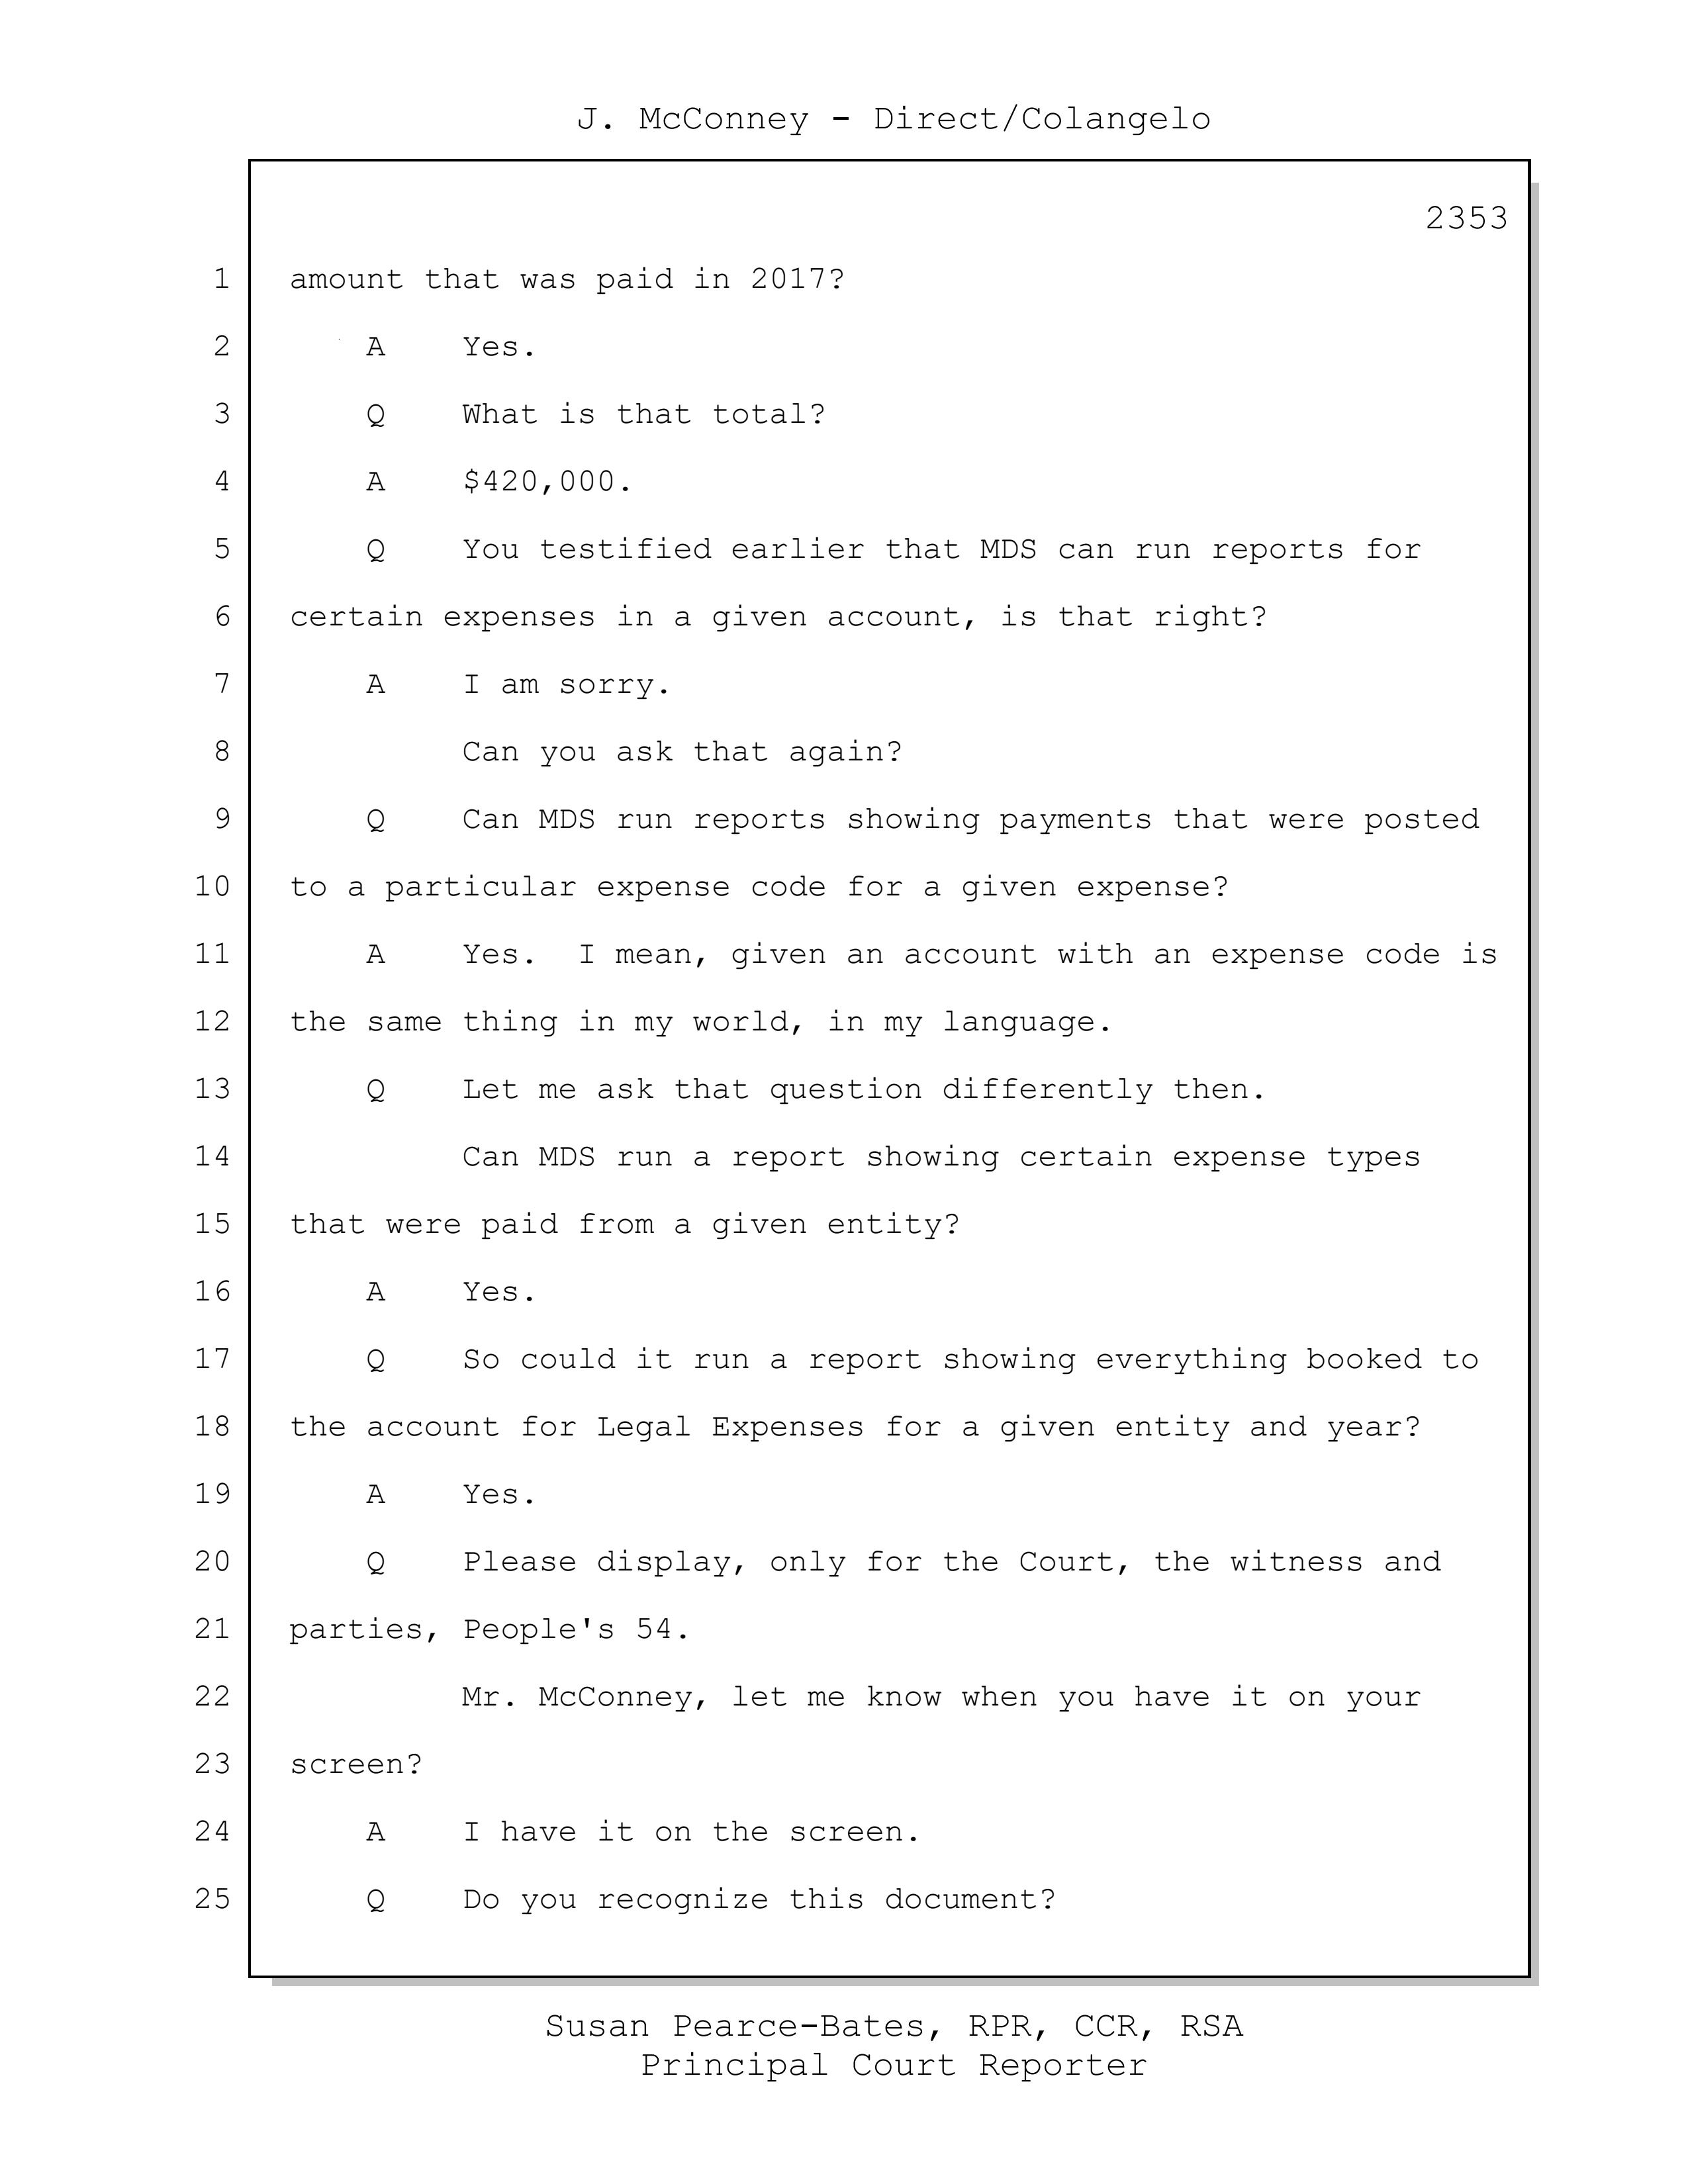 J. McConney - Direct/Colangelo
2353
1 amount that was paid in 2017?
2 A Yes.
3 Q What is that total?
4 A $420,000.
5 Q You testified earlier that MDS can run reports for
6 certain expenses in a given account, is that right?
7 A I am sorry.
8 Can you ask that again?
9 Q Can MDS run reports showing payments that were posted
10 to a particular expense code for a given expense?
11 A Yes. I mean, given an account with an expense code is
12 the same thing in my world, in my language.
13 Q Let me ask that question differently then.
14 Can MDS run a report showing certain expense types
15 that were paid from a given entity?
16 A Yes.
17 Q So could it run a report showing everything booked to
18 the account for Legal Expenses for a given entity and year?
19 A Yes.
20 Q Please display, only for the Court, the witness and
21 parties, People's 54.
22 Mr. McConney, let me know when you have it on your
23 screen?
24 A I have it on the screen.
25 Q Do you recognize this document?
Susan Pearce-Bates, RPR, CCR, RSA
Principal Court Reporter